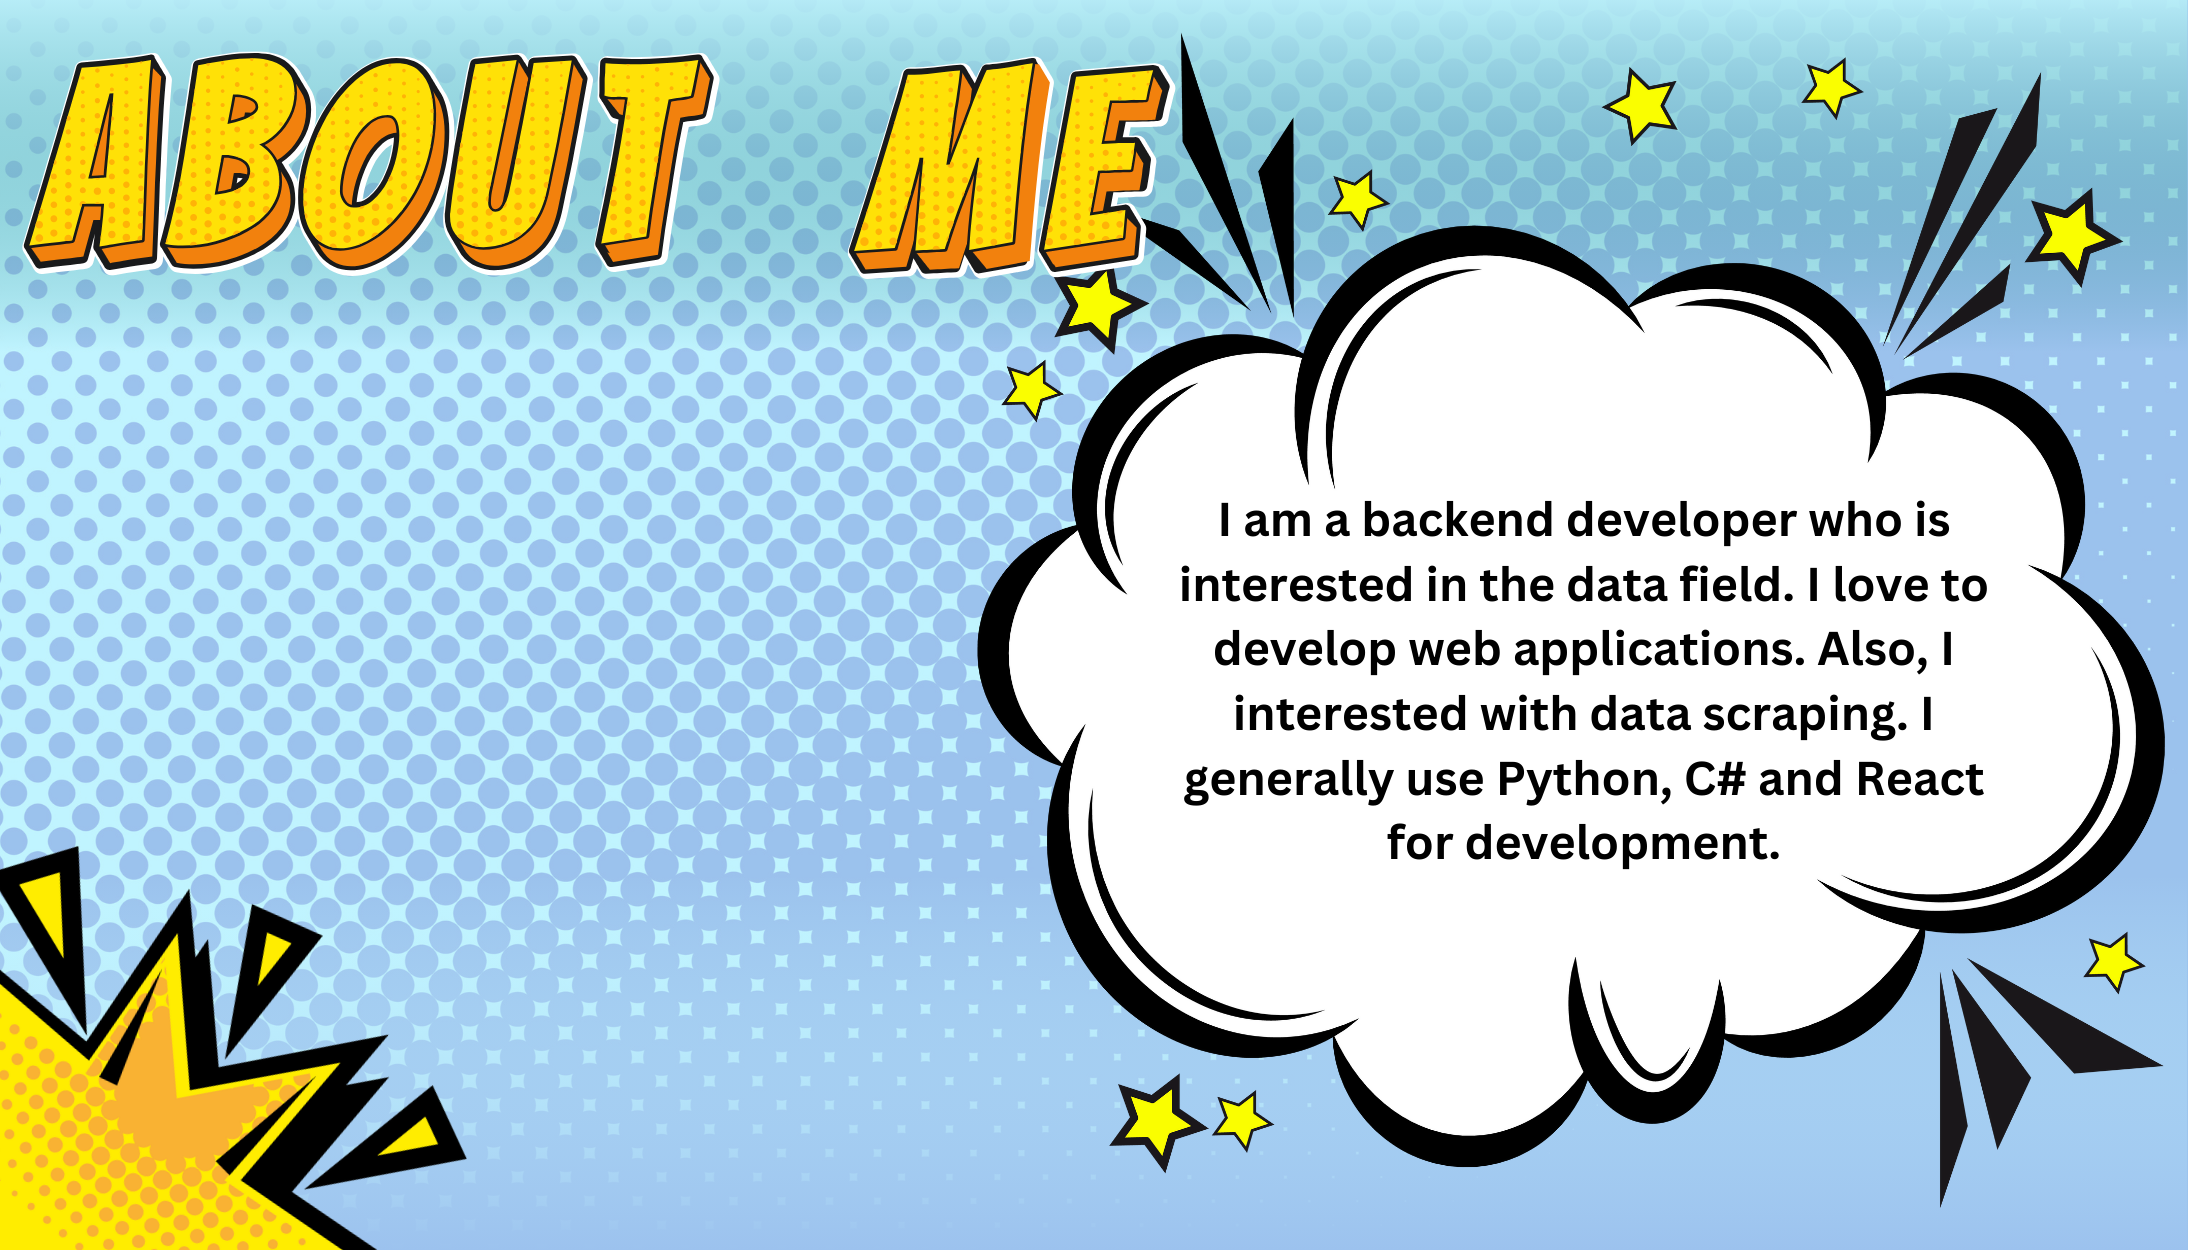 ABOUT ME
I am a backend developer who is
interested in the data field. I love to
develop web applications. Also, I
interested with data scraping. I
generally use Python, C# and React
for development.